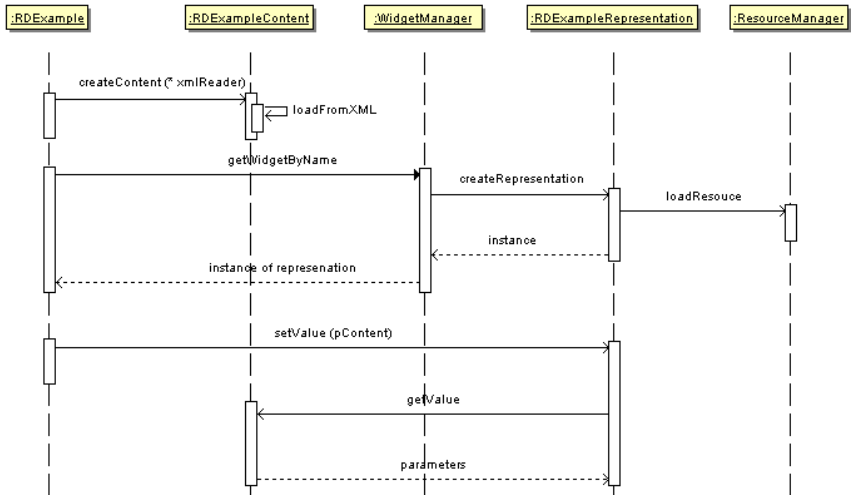 :RDExample
:RDExampleContent
:WidgetManager
:RDExampleRepresentation
:ResourceManager
createContent (* xmlReader)
loadFromXML
getWidgetByName
createRepresentation
loadResouce
instance
instance of represenation
setValue (pContent)
getValue
parameters